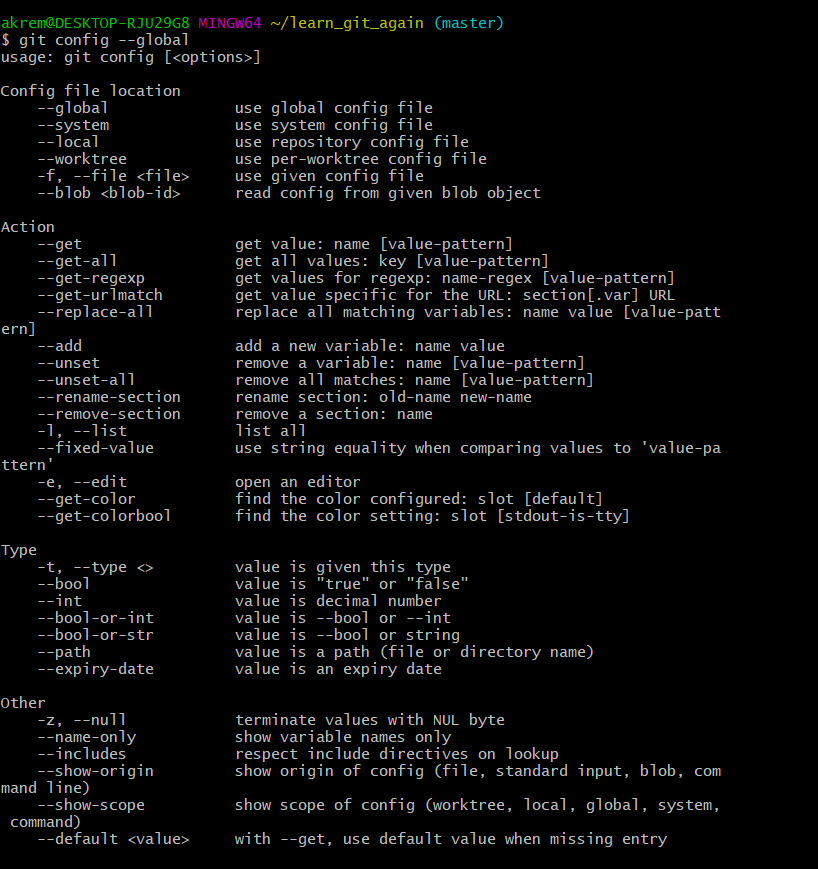 akrem@DESKTOP-RJU29G8 MINGW64 ~/learn_git_again (master)
$ git config --global
usage: git config [<options>]

Config file location
    --global              use global config file
    --system              use system config file
    --local               use repository config file
    --worktree            use per-worktree config file
    -f, --file <file>     use given config file
    --blob <blob-id>      read config from given blob object

Action
    --get                 get value: name [value-pattern]
    --get-all             get all values: key [value-pattern]
    --get-regexp          get values for regexp: name-regex [value-pattern]
    --get-urlmatch        get value specific for the URL: section[.var] URL
    --replace-all         replace all matching variables: name value [value-patt
ern]
    --add                 add a new variable: name value
    --unset               remove a variable: name [value-pattern]
    --unset-all           remove all matches: name [value-pattern]
    --rename-section      rename section: old-name new-name
    --remove-section      remove a section: name
    -l, --list            list all
    --fixed-value         use string equality when comparing values to 'value-pa
ttern'
    -e, --edit            open an editor
    --get-color           find the color configured: slot [default]
    --get-colorbool       find the color setting: slot [stdout-is-tty]

Type
    -t, --type <>         value is given this type
    --bool                value is "true" or "false"
    --int                 value is decimal number
    --bool-or-int         value is --bool or --int
    --bool-or-str         value is --bool or string
    --path                value is a path (file or directory name)
    --expiry-date         value is an expiry date

Other
    -z, --null            terminate values with NUL byte
    --name-only           show variable names only
    --includes            respect include directives on lookup
    --show-origin         show origin of config (file, standard input, blob, com
mand line)
    --show-scope          show scope of config (worktree, local, global, system,
 command)
    --default <value>     with --get, use default value when missing entry